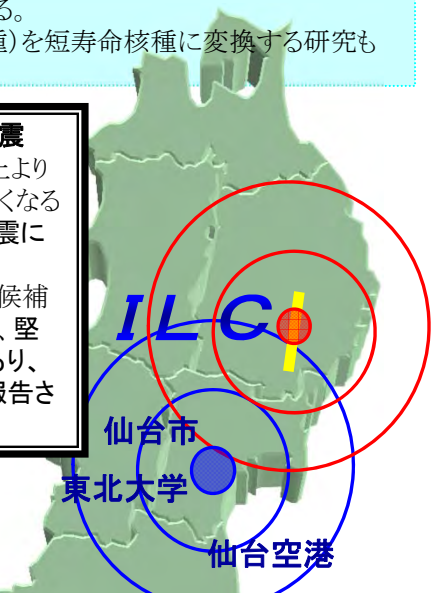 る。
重）を短寿命核種に変換する研究も
震
上より
くなる
震に
候補
、堅
あり、
報告さ
ILC
仙台市
東北大学
仙台空港